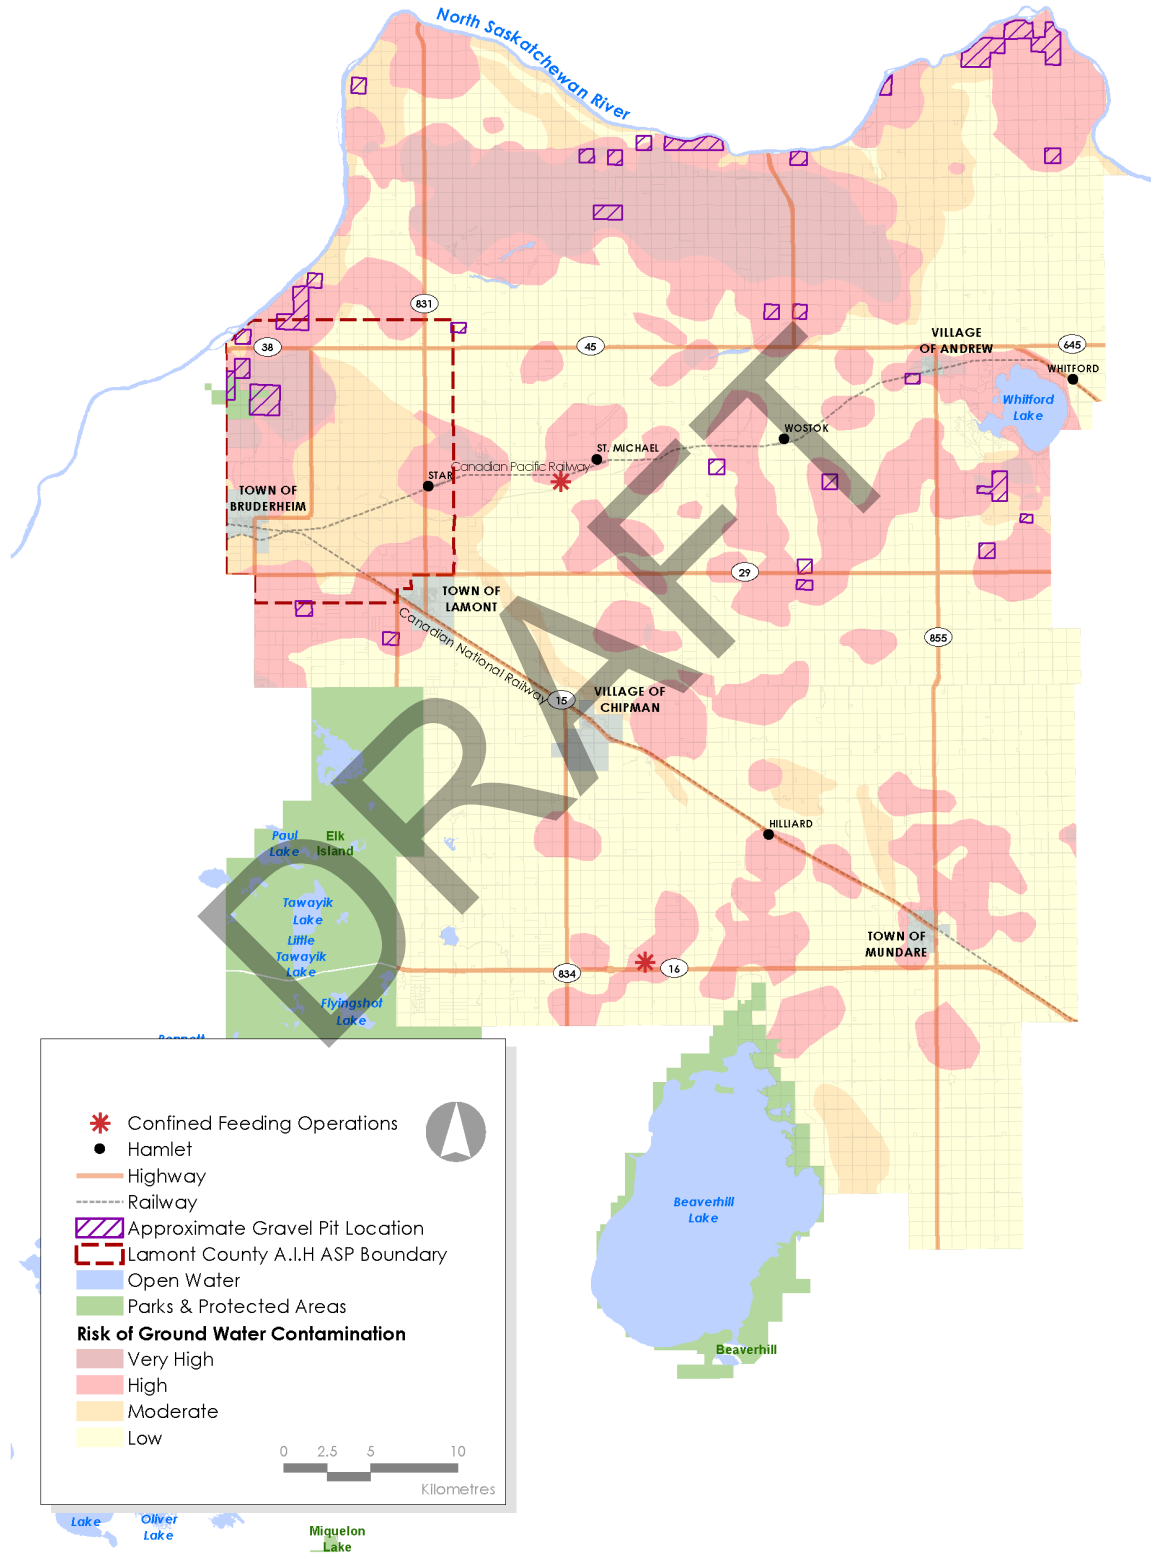 North Saskatchewan River
831
38
45
VILLAGE
OF ANDREW
645
WHITFORD
Whitford
Lake
WOSTOK
ST. MICHAEL
Canadian Pacific Railway
STAR
TOWN OF
BRUDERHEIM
29
TOWN OF
LAMONT
Canadian National Railway
855
15
VILLAGE OF
CHIPMAN
DRAFT
HILLIARD
Paul
Lake
Elk
Island
Tawayik
Lake
Little
Tawayik
Lake
TOWN OF
MUNDARE
834
16
Flyingshot
Lake
Bennett
Confined Feeding Operations
Hamlet
Highway
Railway
Approximate Gravel Pit Location
Lamont County A.I.H ASP Boundary
Open Water
Parks & Protected Areas
Risk of Ground Water Contamination
Very High
High
Moderate
Low
0 2.5 5 10
Kilometres
Beaverhill
Lake
Beaverhill
Lake
Oliver
Lake
Miquelon
Lake